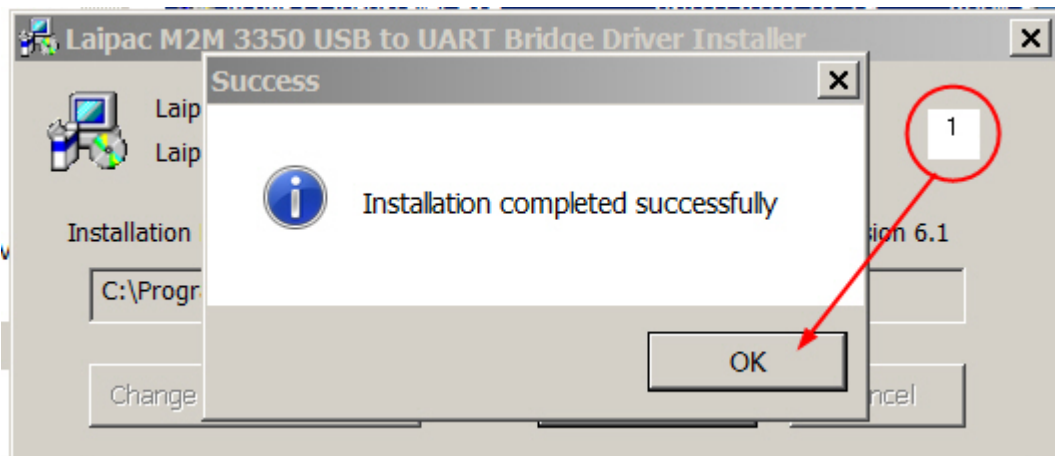 Laipac M2M 3350 USB to UART Bridge Driver Installer
Success
Laip
Laip
1
Installation completed successfully
Installation
sion 6.1
C:\Progr
OK
Change
ncel